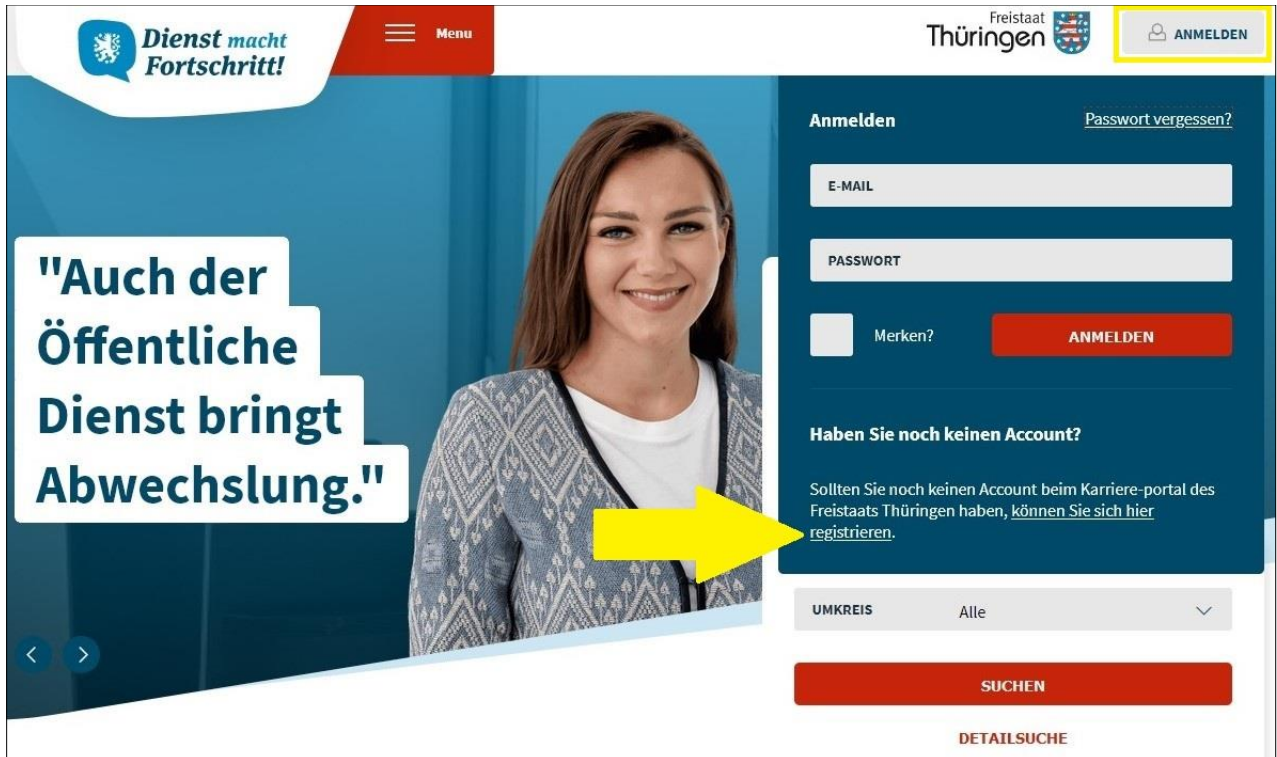 Dienst macht
Fortschritt!
Menu
Freistaat
Thüringen
ANMELDEN
"Auch der
Öffentliche
Dienst bringt
Abwechslung."
Anmelden
Passwort vergessen?
E-MAIL
PASSWORT
Merken?
ANMELDEN
Haben Sie noch keinen Account?
Sollten Sie noch keinen Account beim Karriere-portal des
Freistaats Thüringen haben, können Sie sich hier
registrieren.
UMKREIS Alle
SUCHEN
DETAILSUCHE